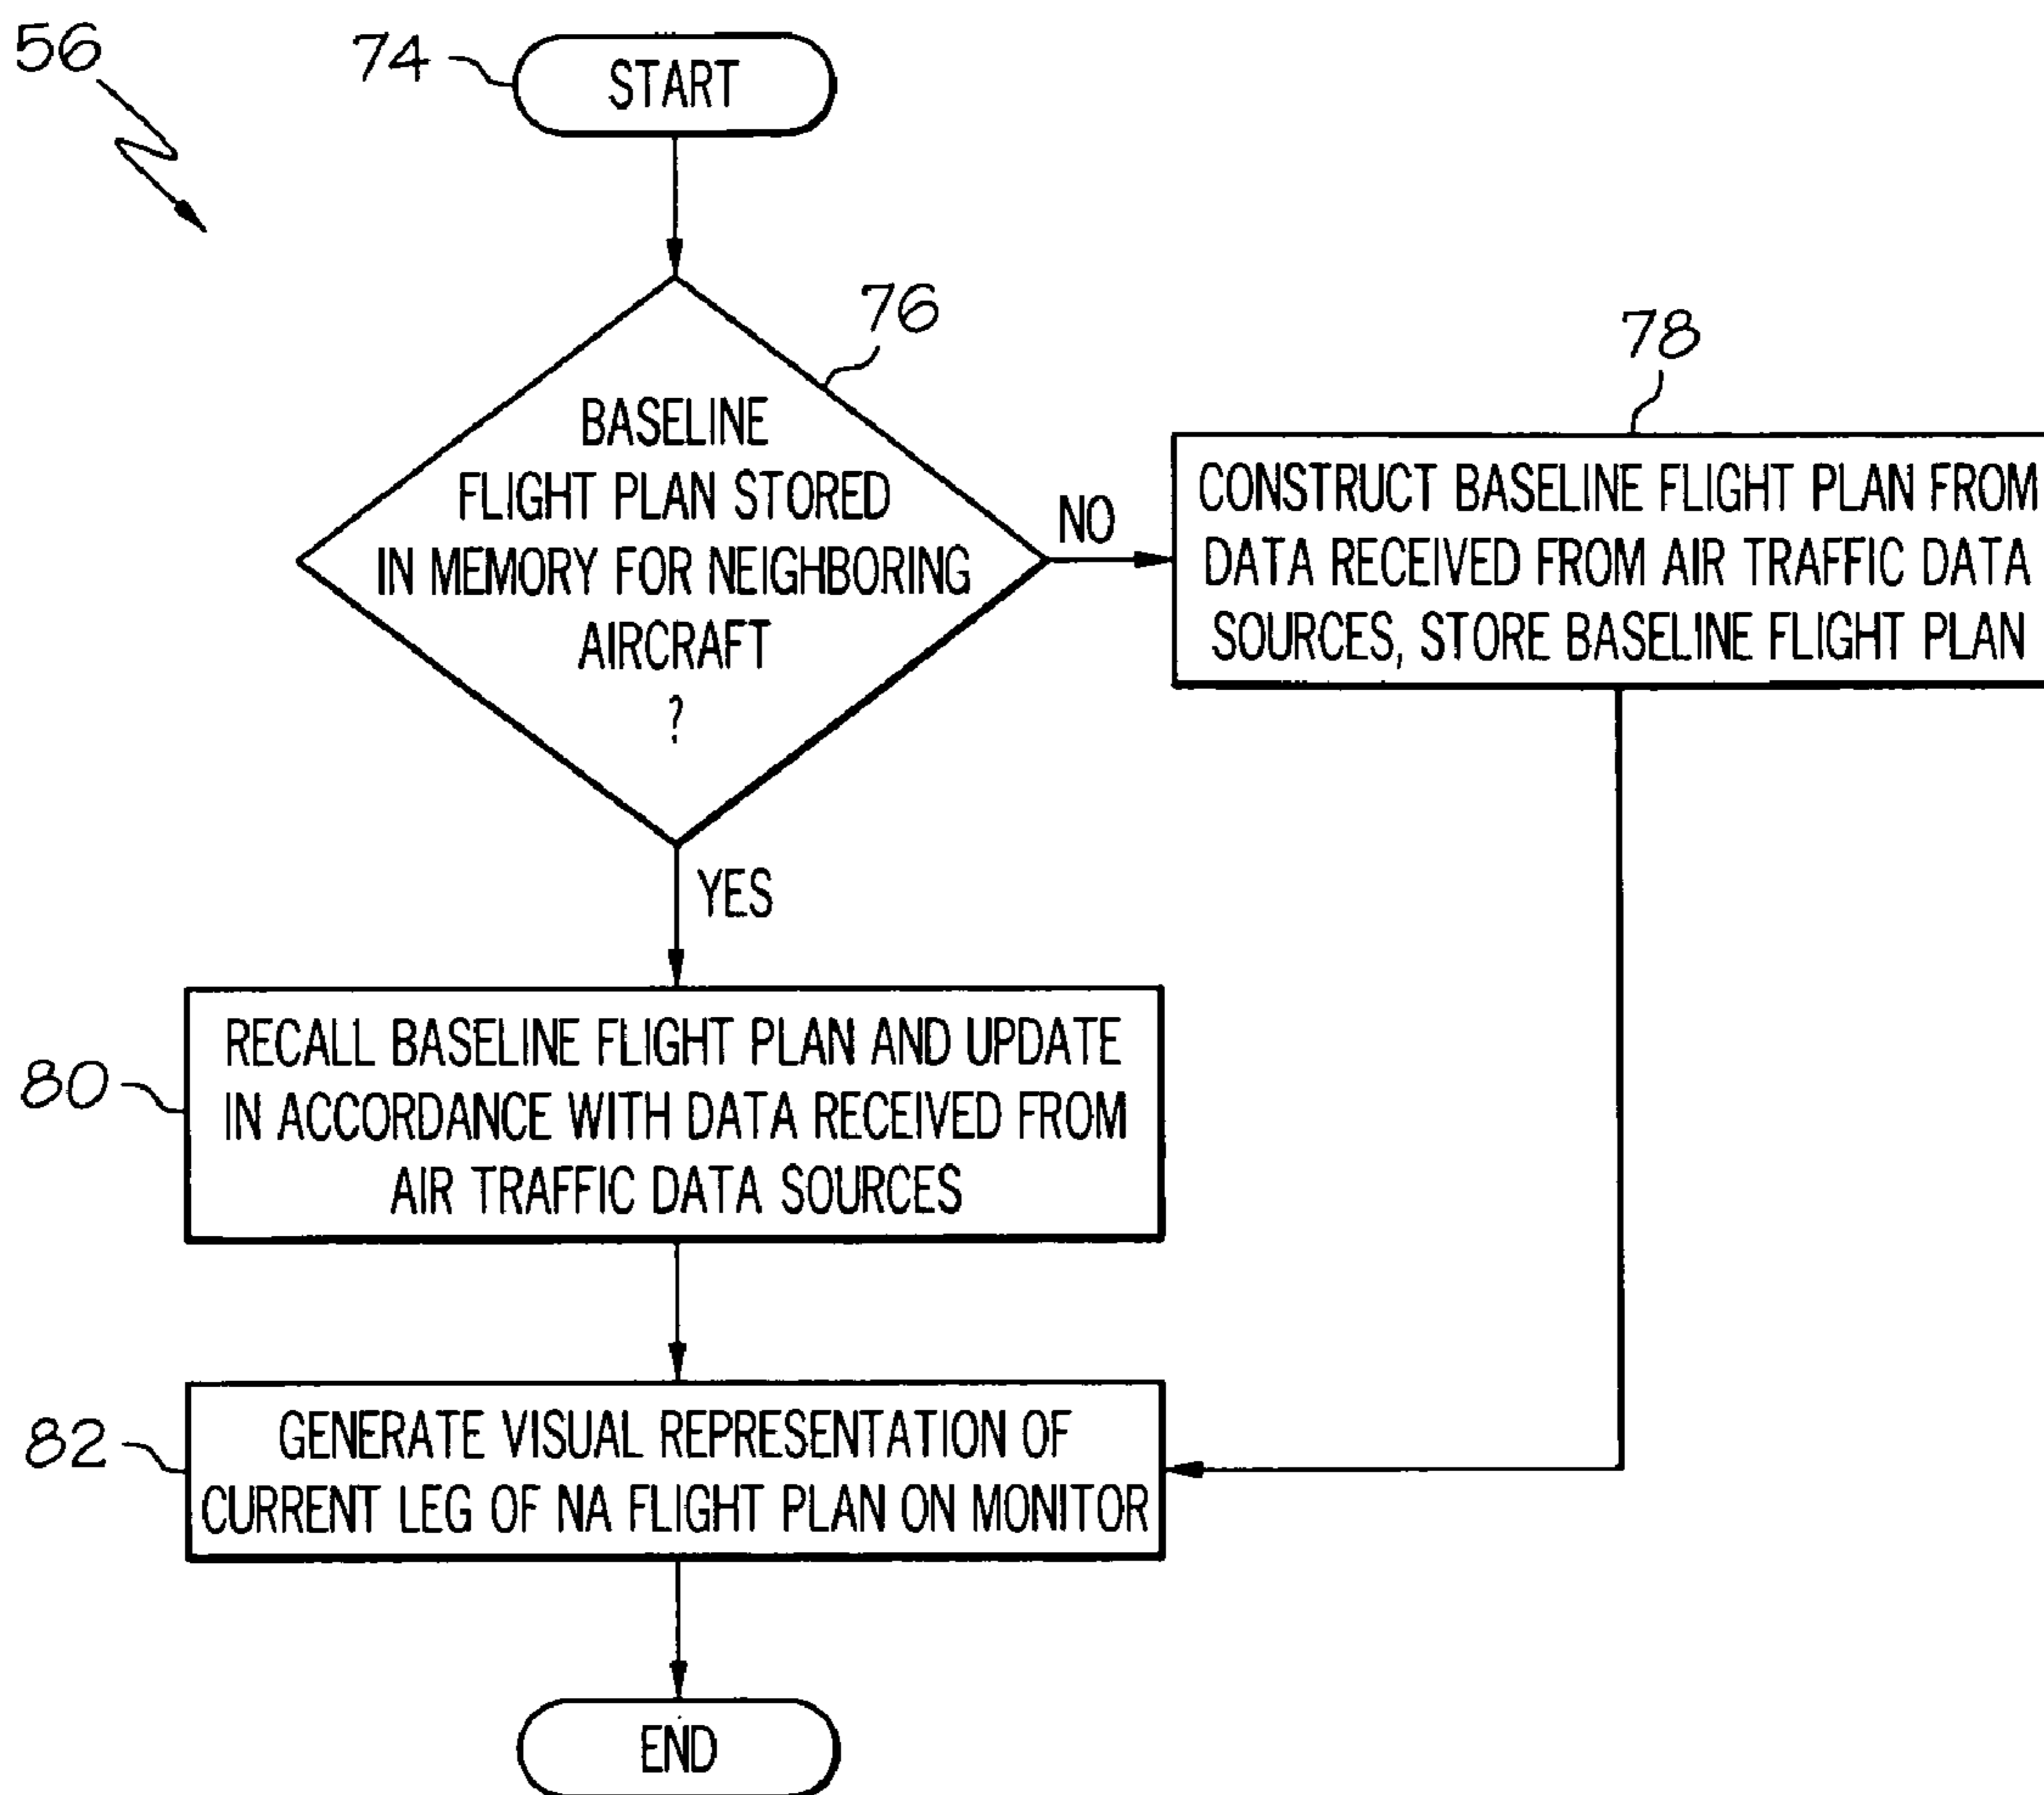 56
74
START
76
BASELINE
FLIGHT PLAN STORED
IN MEMORY FOR NEIGHBORING
AIRCRAFT
?
NO
78
CONSTRUCT BASELINE FLIGHT PLAN FROM
DATA RECEIVED FROM AIR TRAFFIC DATA
SOURCES, STORE BASELINE FLIGHT PLAN
YES
80
RECALL BASELINE FLIGHT PLAN AND UPDATE
IN ACCORDANCE WITH DATA RECEIVED FROM
AIR TRAFFIC DATA SOURCES
82
GENERATE VISUAL REPRESENTATION OF
CURRENT LEG OF NA FLIGHT PLAN ON MONITOR
END